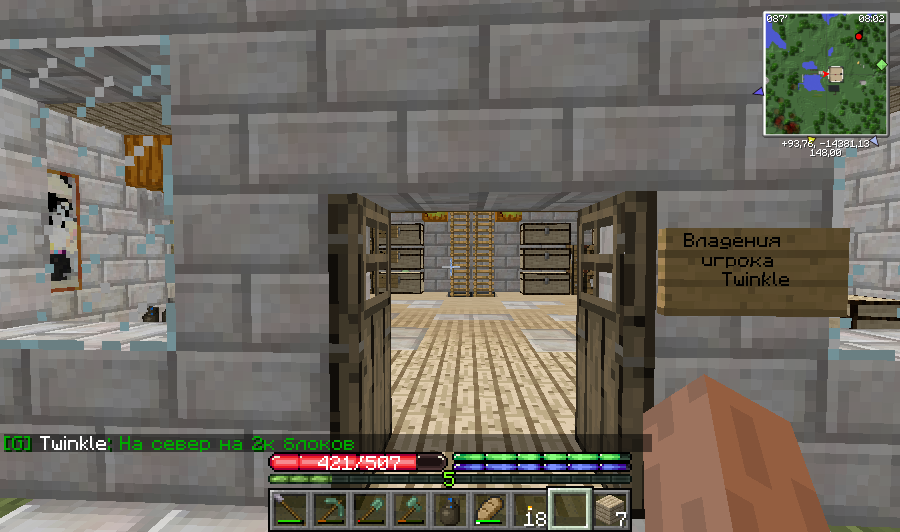 087' 08:02
+93,76, -14381,13
148,00
Владения
игрока
Twinkle
[G] Twinkle: На север на 2к блоков
421/507
5
18
7